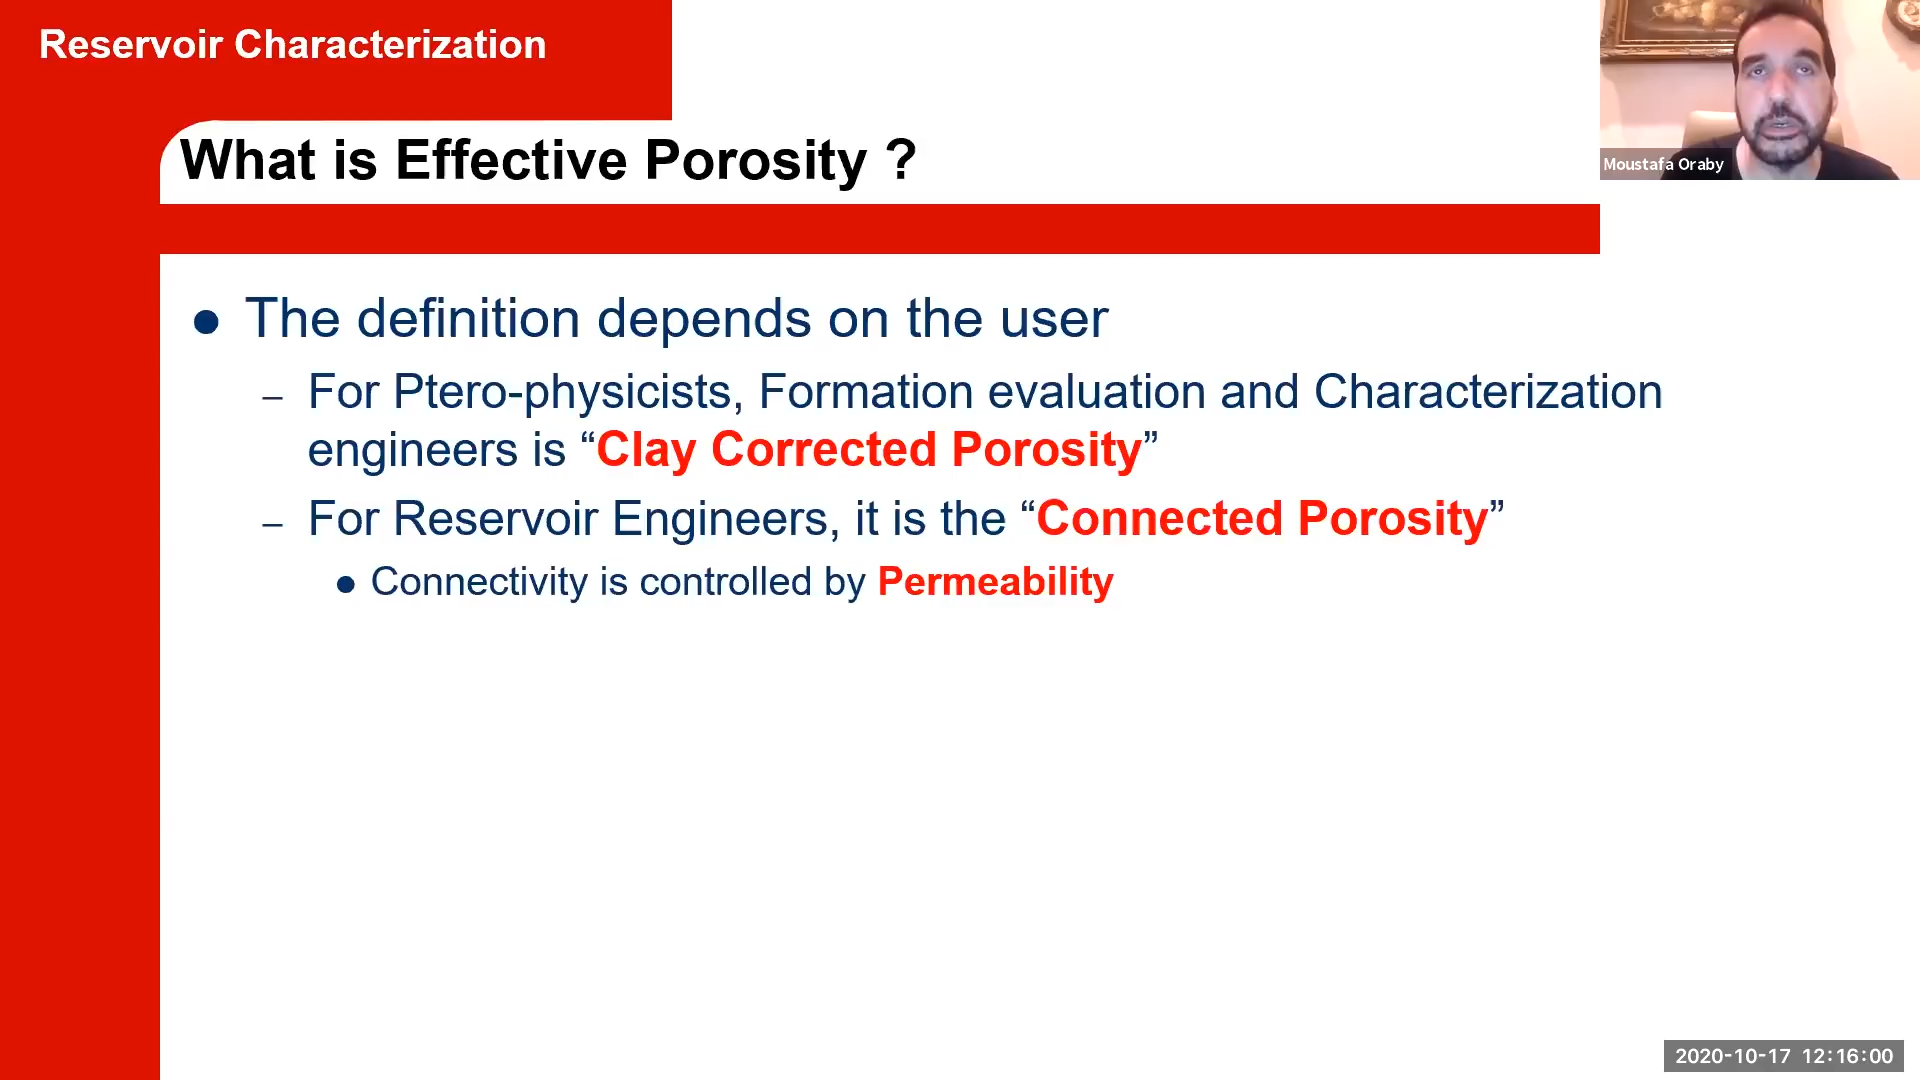 Reservoir Characterization
What is Effective Porosity ?
Moustafa Oraby
● The definition depends on the user
– For Ptero-physicists, Formation evaluation and Characterization
engineers is “Clay Corrected Porosity”
– For Reservoir Engineers, it is the “Connected Porosity”
● Connectivity is controlled by Permeability
2020-10-17 12:16:00